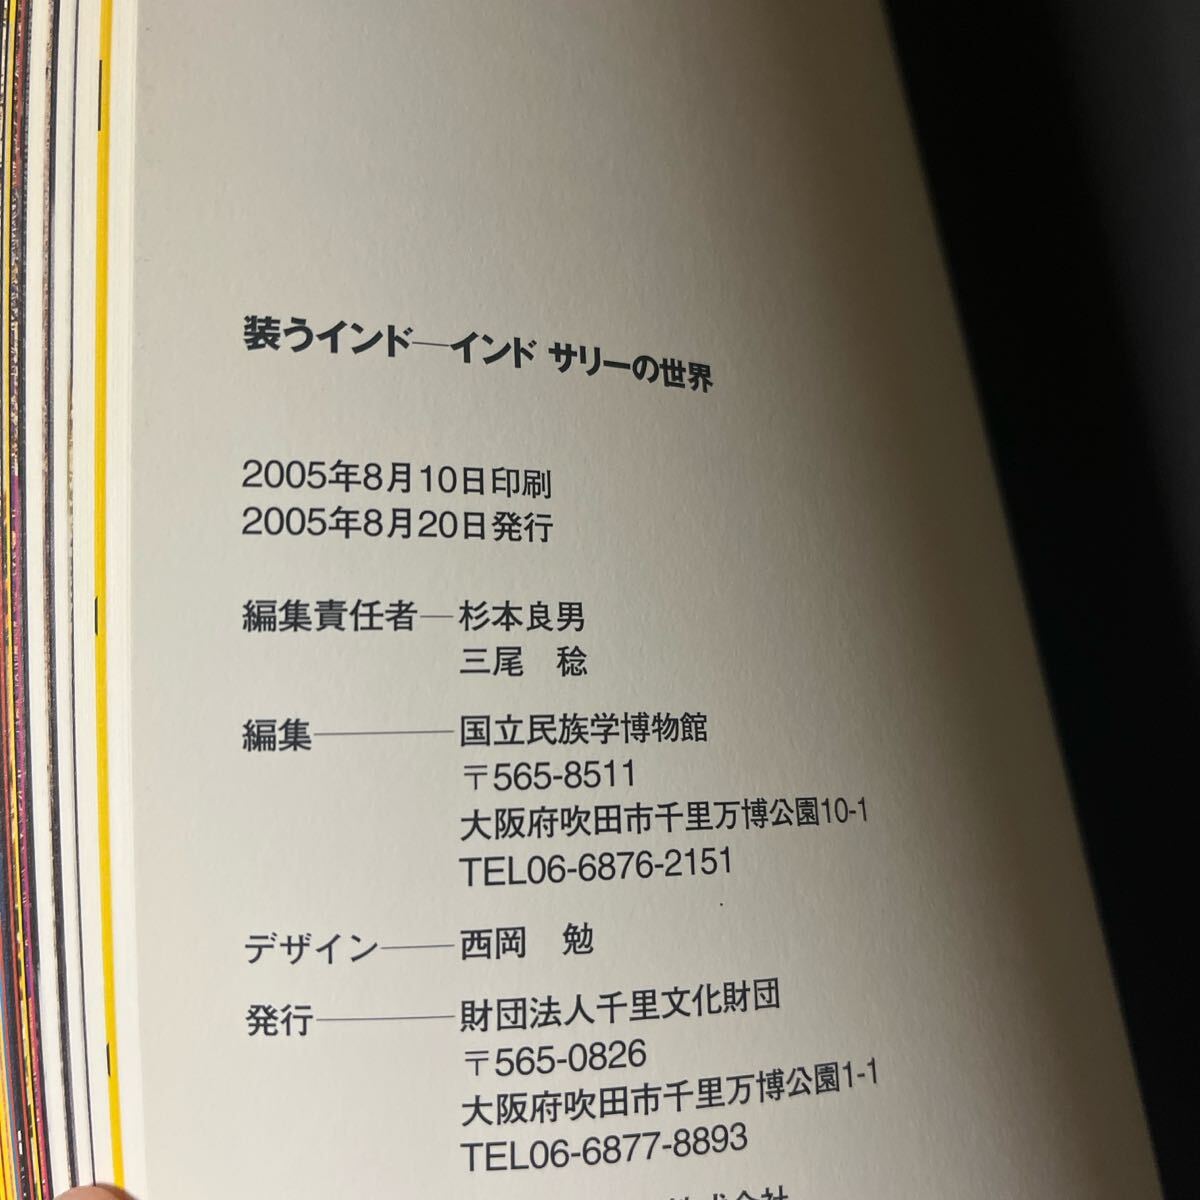 装うインド―インド サリーの世界
2005年8月10日印刷
2005年8月20日発行
編集責任者―杉本良男
三尾　稔
編集―国立民族学博物館
〒565-8511
大阪府吹田市千里万博公園10-1
TEL06-6876-2151
デザイン―西岡　勉
発行―財団法人千里文化財団
〒565-0826
大阪府吹田市千里万博公園1-1
TEL06-6877-8893
株式会社